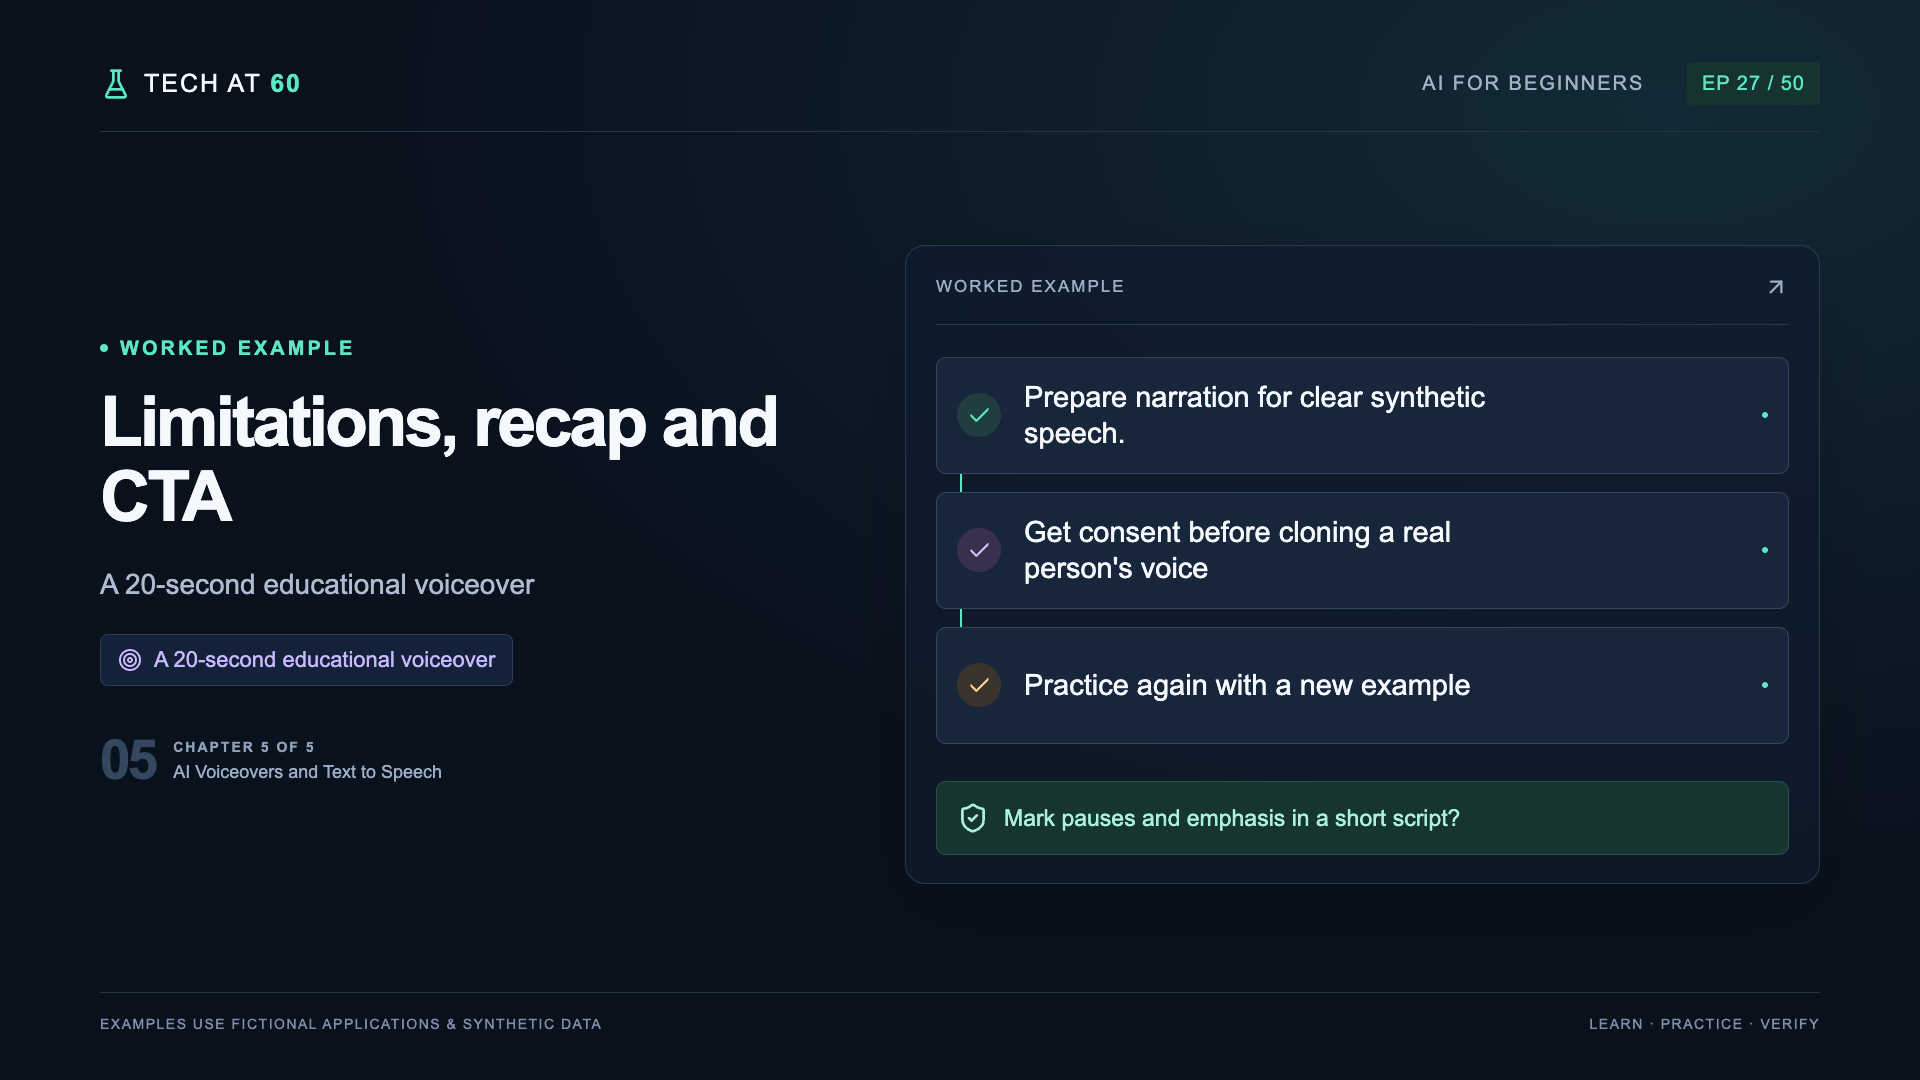 TECH AT 60
AI FOR BEGINNERS
EP 27 / 50
WORKED EXAMPLE
Limitations, recap and
CTA
A 20-second educational voiceover
A 20-second educational voiceover
05
CHAPTER 5 OF 5
AI Voiceovers and Text to Speech
WORKED EXAMPLE
Prepare narration for clear synthetic
speech.
Get consent before cloning a real
person's voice
Practice again with a new example
Mark pauses and emphasis in a short script?
EXAMPLES USE FICTIONAL APPLICATIONS & SYNTHETIC DATA
LEARN · PRACTICE · VERIFY